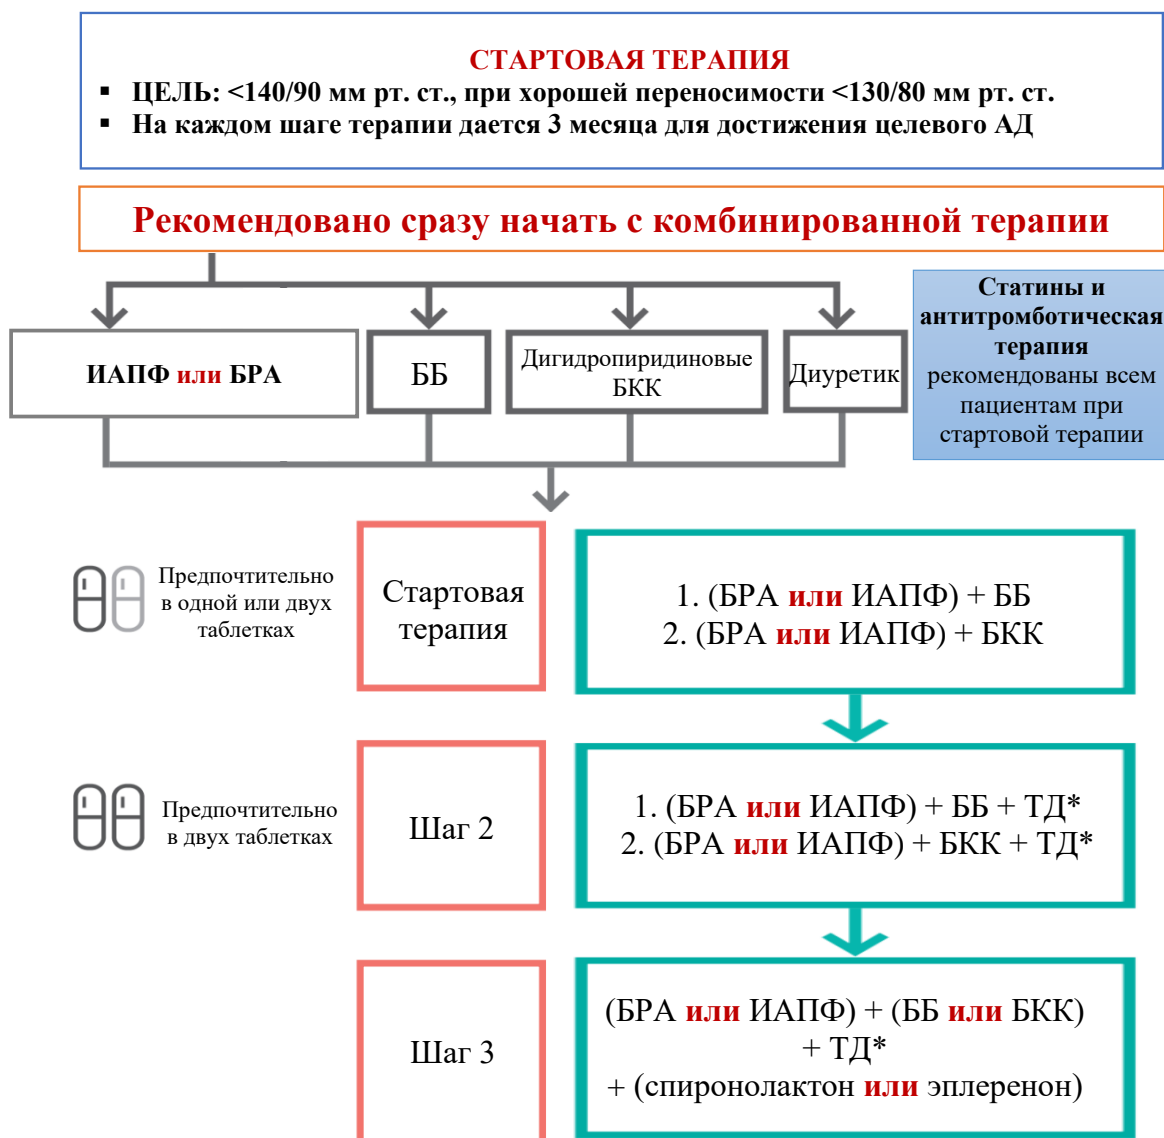 СТАРТОВАЯ ТЕРАПИЯ
▪ ЦЕЛЬ: <140/90 мм рт. ст., при хорошей переносимости <130/80 мм рт. ст.
▪ На каждом шаге терапии дается 3 месяца для достижения целевого АД
Рекомендовано сразу начать с комбинированной терапии
ИАПФ или БРА
ББ
Дигидропиридиновые
БКК
Диуретик
Статины и
антитромботическая
терапия
рекомендованы всем
пациентам при
стартовой терапии
Предпочтительно
в одной или двух
таблетках
Стартовая
терапия
1. (БРА или ИАПФ) + ББ
2. (БРА или ИАПФ) + БКК
Предпочтительно
в двух таблетках
Шаг 2
1. (БРА или ИАПФ) + ББ + ТД*
2. (БРА или ИАПФ) + БКК + ТД*
Шаг 3
(БРА или ИАПФ) + (ББ или БКК)
+ ТД*
+ (спиронолактон или эплеренон)